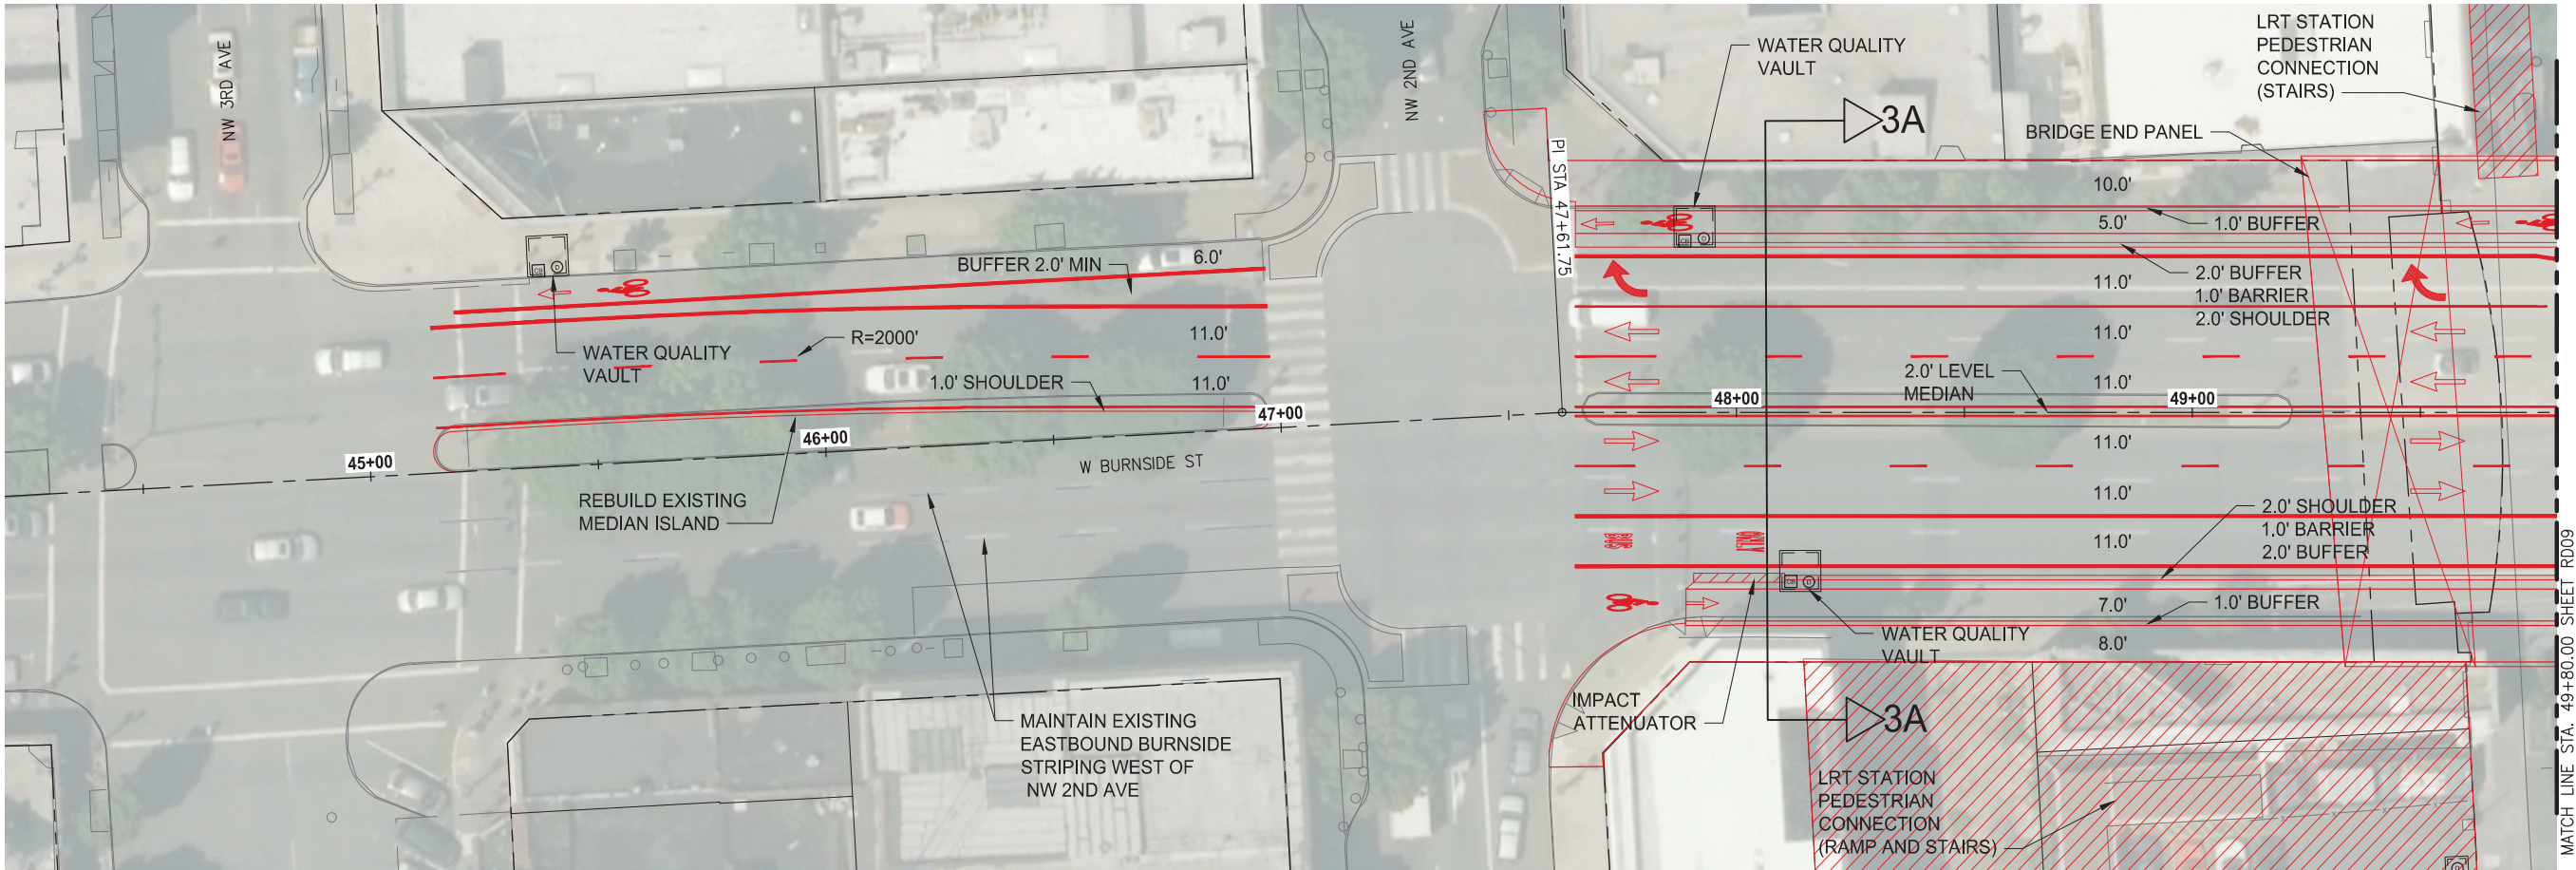 NW 3RD AVE
NW 2ND AVE
WATER QUALITY
VAULT
3A
LRT STATION
PEDESTRIAN
CONNECTION
(STAIRS)
BRIDGE END PANEL
PI STA 47+61.75
10.0'
5.0'
1.0' BUFFER
2.0' BUFFER
1.0' BARRIER
2.0' SHOULDER
11.0'
11.0'
11.0'
BUFFER 2.0' MIN
6.0'
CB
D
CB
D
WATER QUALITY
VAULT
R=2000'
11.0'
1.0' SHOULDER
11.0'
2.0' LEVEL
MEDIAN
45+00
46+00
47+00
48+00
49+00
W BURNSIDE ST
REBUILD EXISTING
MEDIAN ISLAND
11.0'
11.0'
11.0'
2.0' SHOULDER
1.0' BARRIER
2.0' BUFFER
BUS
ONLY
CB
D
7.0'
1.0' BUFFER
8.0'
WATER QUALITY
VAULT
IMPACT
ATTENUATOR
3A
MAINTAIN EXISTING
EASTBOUND BURNSIDE
STRIPING WEST OF
NW 2ND AVE
LRT STATION
PEDESTRIAN
CONNECTION
(RAMP AND STAIRS)
MATCH LINE STA. 49+80.00 SHEET RD09